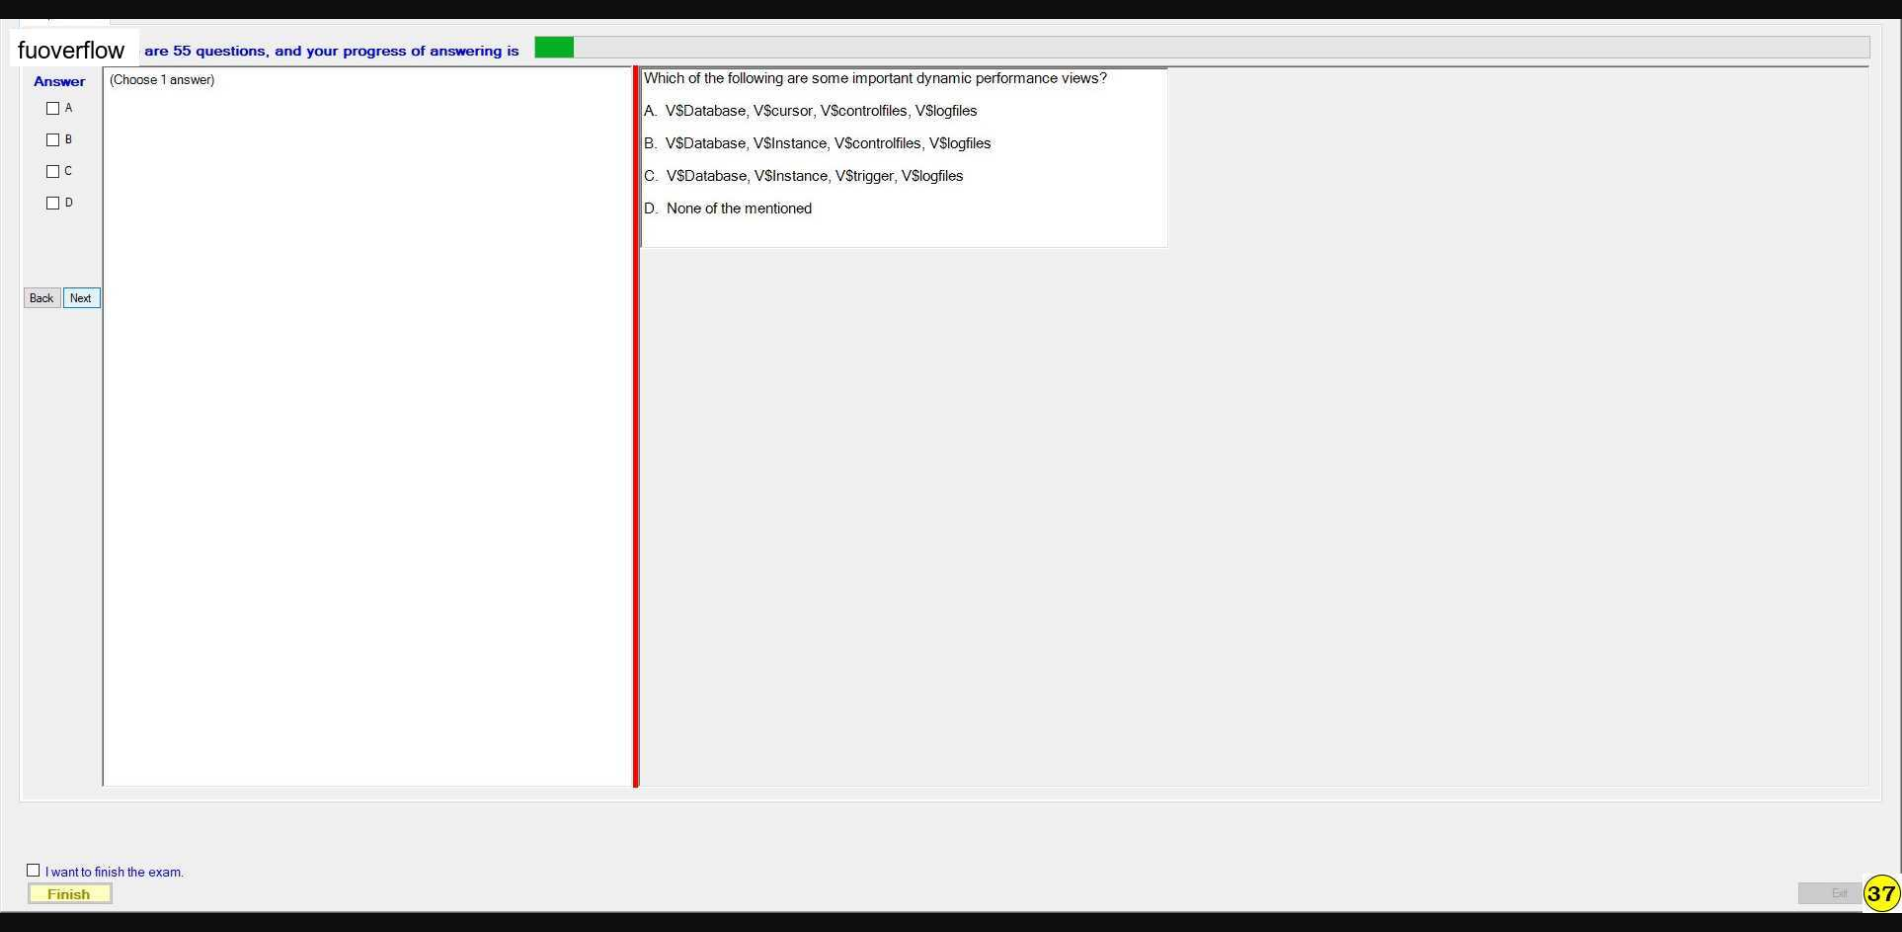 fuoverflow are 55 questions, and your progress of answering is
Answer
(Choose 1 answer)
A
B
C
D
Back Next
Which of the following are some important dynamic performance views?
A. V$Database, V$cursor, V$controlfiles, V$logfiles
B. V$Database, V$Instance, V$controlfiles, V$logfiles
C. V$Database, V$Instance, V$trigger, V$logfiles
D. None of the mentioned
I want to finish the exam.
Finish
Exit
37